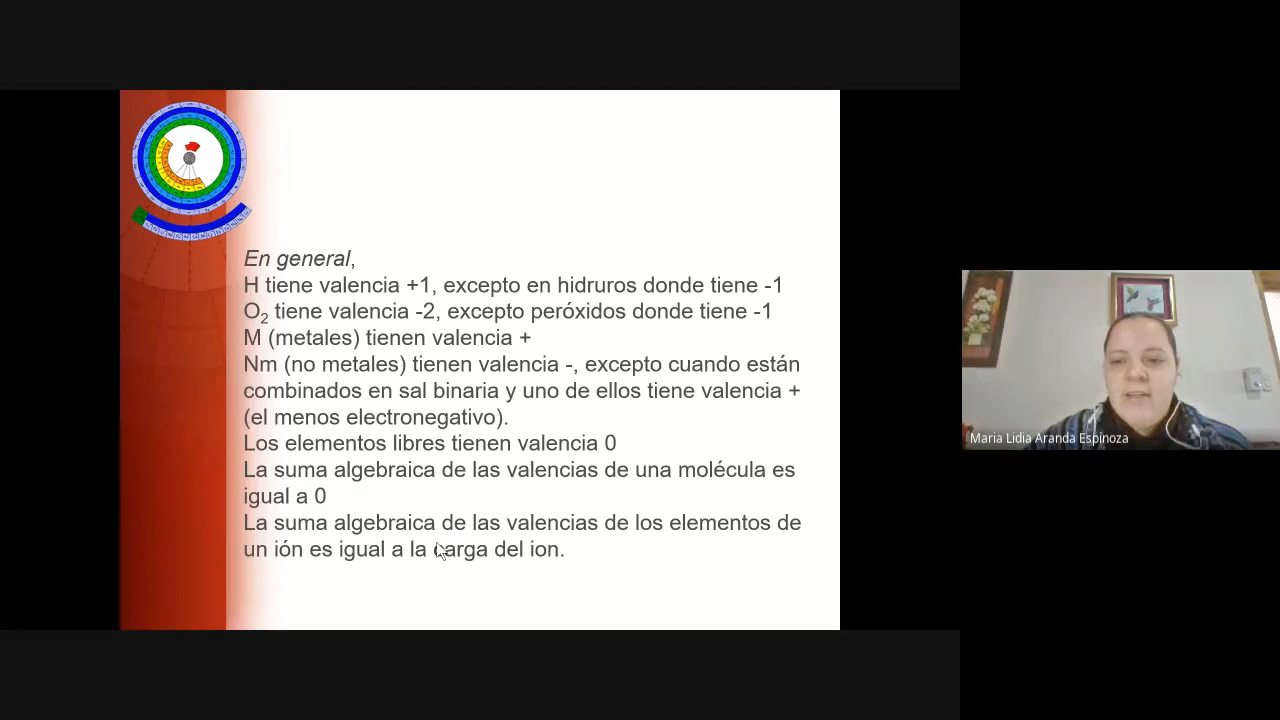 En general,
H tiene valencia +1, excepto en hidruros donde tiene -1
O2 tiene valencia -2, excepto peróxidos donde tiene -1
M (metales) tienen valencia +
Nm (no metales) tienen valencia -, excepto cuando están
combinados en sal binaria y uno de ellos tiene valencia +
(el menos electronegativo).
Los elementos libres tienen valencia 0
La suma algebraica de las valencias de una molécula es
igual a 0
La suma algebraica de las valencias de los elementos de
un ión es igual a la carga del ion.
Maria Lidia Aranda Espinoza